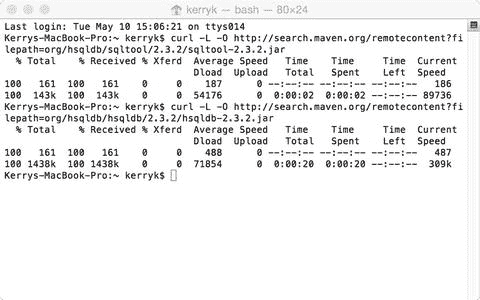 kerryk — bash — 80×24
Last login: Tue May 10 15:06:21 on ttys014
Kerrys-MacBook-Pro:~ kerryk$ curl -L -O http://search.maven.org/remotecontent?fi
lepath=org/hsqldb/sqltool/2.3.2/sqltool-2.3.2.jar
  % Total    % Received % Xferd  Average Speed   Time    Time     Time  Current
                                 Dload  Upload   Total   Spent    Left  Speed
100   161  100   161    0     0    187      0 --:--:-- --:--:-- --:--:--   186
100  143k  100  143k    0     0  54176      0  0:00:02  0:00:02 --:--:-- 89736
Kerrys-MacBook-Pro:~ kerryk$ curl -L -O http://search.maven.org/remotecontent?fi
lepath=org/hsqldb/hsqldb/2.3.2/hsqldb-2.3.2.jar
  % Total    % Received % Xferd  Average Speed   Time    Time     Time  Current
                                 Dload  Upload   Total   Spent    Left  Speed
100   161  100   161    0     0    488      0 --:--:-- --:--:-- --:--:--   487
100 1438k  100 1438k    0     0  71854      0  0:00:20  0:00:20 --:--:--  309k
Kerrys-MacBook-Pro:~ kerryk$